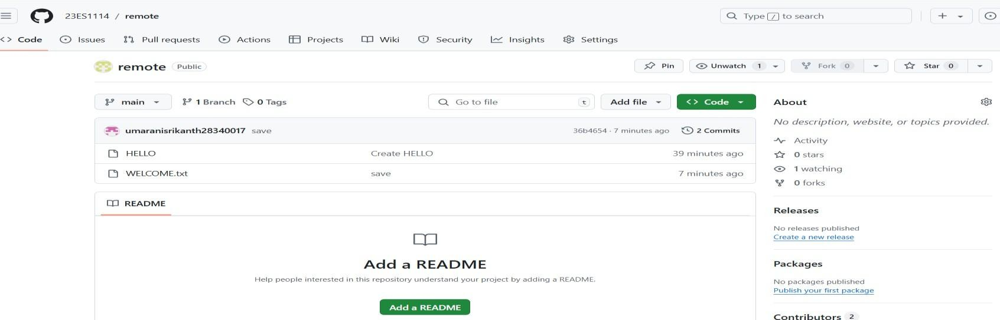 23ES1114 / remote
Type / to search
Code Issues Pull requests Actions Projects Wiki Security Insights Settings
remote Public
Pin Unwatch 1 Fork 0 Star 0
main 1 Branch 0 Tags Go to file t Add file Code
umaranisrikanth28340017 save 36b4654 · 7 minutes ago 2 Commits
HELLO Create HELLO 39 minutes ago
WELCOME.txt save 7 minutes ago
README
Add a README
Help people interested in this repository understand your project by adding a README.
Add a README
About
No description, website, or topics provided.
Activity
0 stars
1 watching
0 forks
Releases
No releases published
Create a new release
Packages
No packages published
Publish your first package
Contributors 2